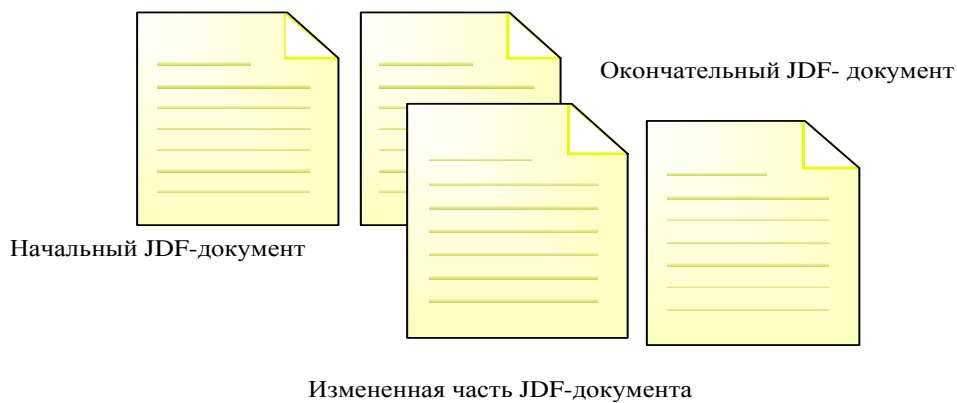 Окончательный JDF- документ
Начальный JDF-документ
Измененная часть JDF-документа